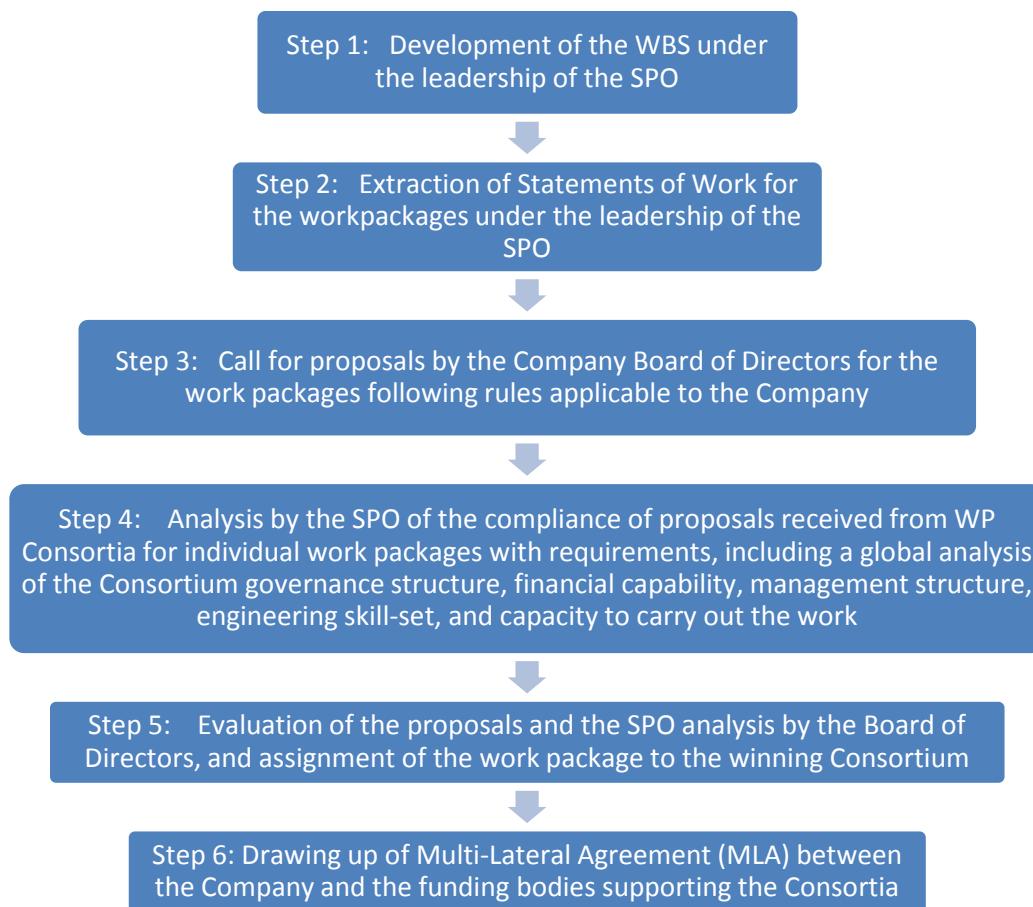 Step 1: Development of the WBS under
the leadership of the SPO
Step 2: Extraction of Statements of Work for
the workpackages under the leadership of the
SPO
Step 3: Call for proposals by the Company Board of Directors for the
work packages following rules applicable to the Company
Step 4: Analysis by the SPO of the compliance of proposals received from WP
Consortia for individual work packages with requirements, including a global analysis
of the Consortium governance structure, financial capability, management structure,
engineering skill-set, and capacity to carry out the work
Step 5: Evaluation of the proposals and the SPO analysis by the Board of
Directors, and assignment of the work package to the winning Consortium
Step 6: Drawing up of Multi-Lateral Agreement (MLA) between
the Company and the funding bodies supporting the Consortia